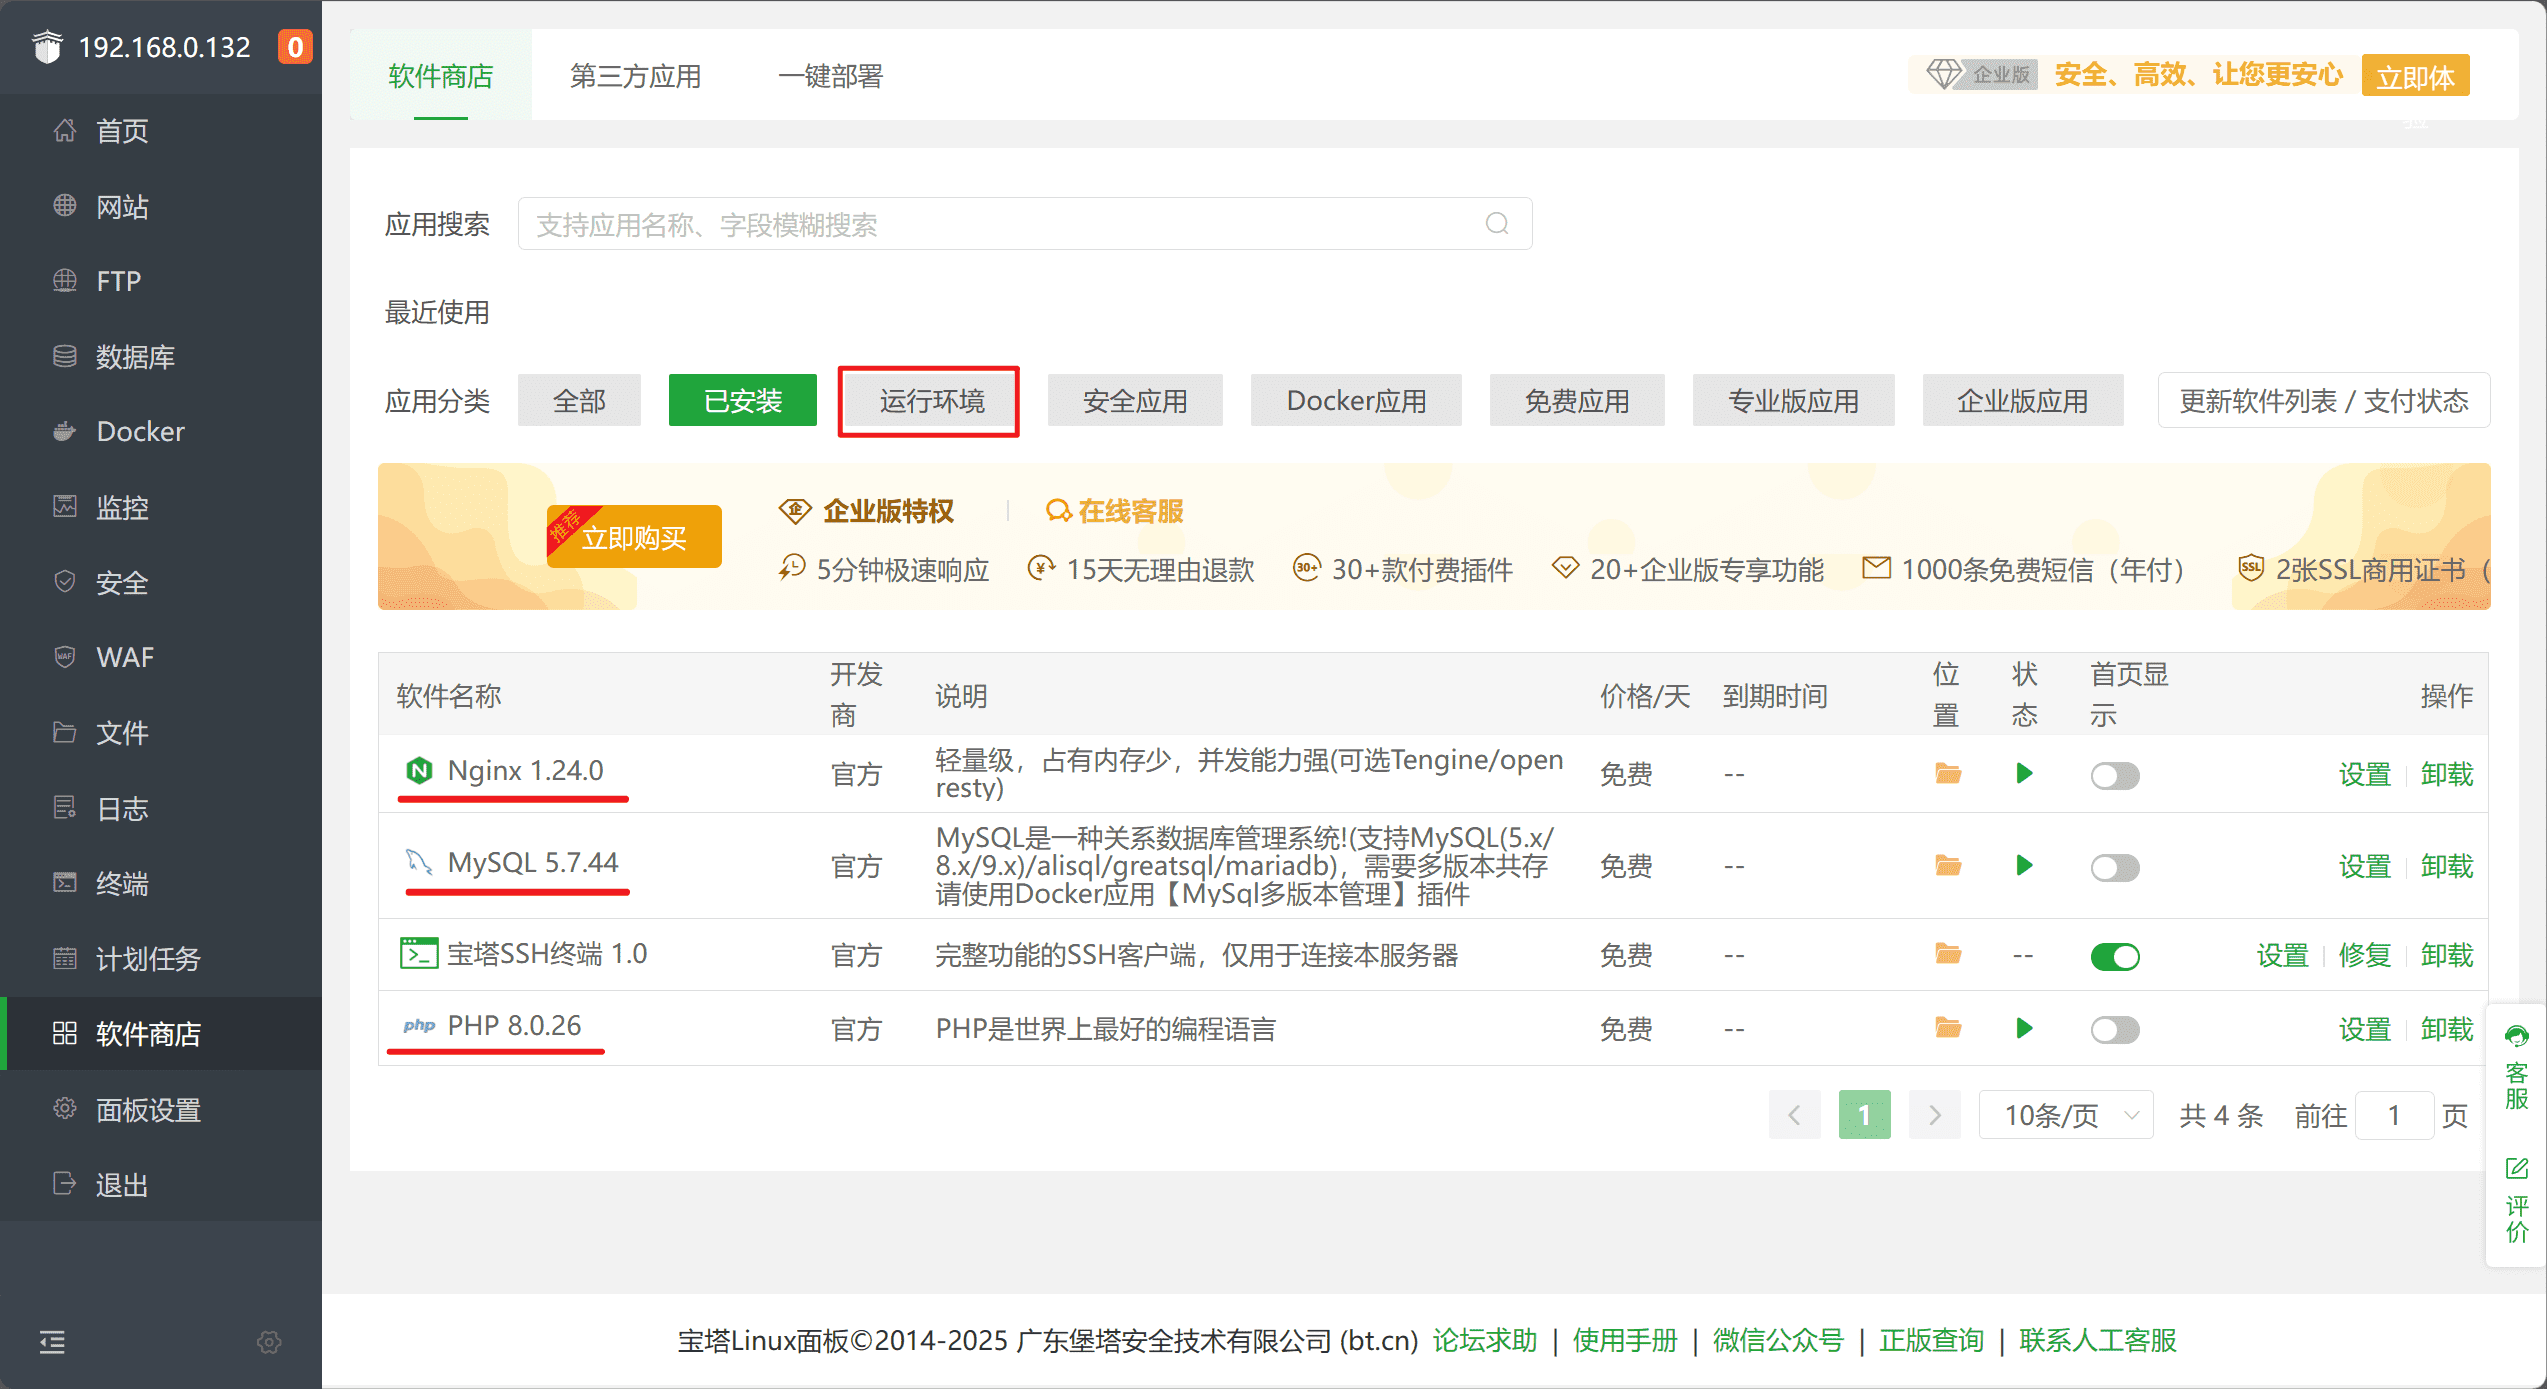 192.168.0.132 0
首页
网站
FTP
数据库
Docker
监控
安全
WAF
文件
日志
终端
计划任务
软件商店
面板设置
退出
软件商店 第三方应用 一键部署
企业版 安全、高效、让您更安心 立即体验
应用搜索 支持应用名称、字段模糊搜索
最近使用
应用分类 全部 已安装 运行环境 安全应用 Docker应用 免费应用 专业版应用 企业版应用 更新软件列表 / 支付状态
推荐 立即购买
企业版特权 在线客服
5分钟极速响应 15天无理由退款 30+款付费插件 20+企业版专享功能 1000条免费短信（年付） 2张SSL商用证书（
软件名称 开发商 说明 价格/天 到期时间 位置 状态 首页显示 操作
Nginx 1.24.0 官方 轻量级，占有内存少，并发能力强(可选Tengine/open
resty) 免费 -- 设置 卸载
MySQL 5.7.44 官方 MySQL是一种关系数据库管理系统!(支持MySQL(5.x/
8.x/9.x)/alisql/greatsql/mariadb)，需要多版本共存
请使用Docker应用【MySql多版本管理】插件 免费 -- 设置 卸载
宝塔SSH终端 1.0 官方 完整功能的SSH客户端，仅用于连接本服务器 免费 -- -- 设置 修复 卸载
php PHP 8.0.26 官方 PHP是世界上最好的编程语言 免费 -- 设置 卸载
1 10条/页 共 4 条 前往 1 页
客服
评价
宝塔Linux面板©2014-2025 广东堡塔安全技术有限公司 (bt.cn) 论坛求助 | 使用手册 | 微信公众号 | 正版查询 | 联系人工客服